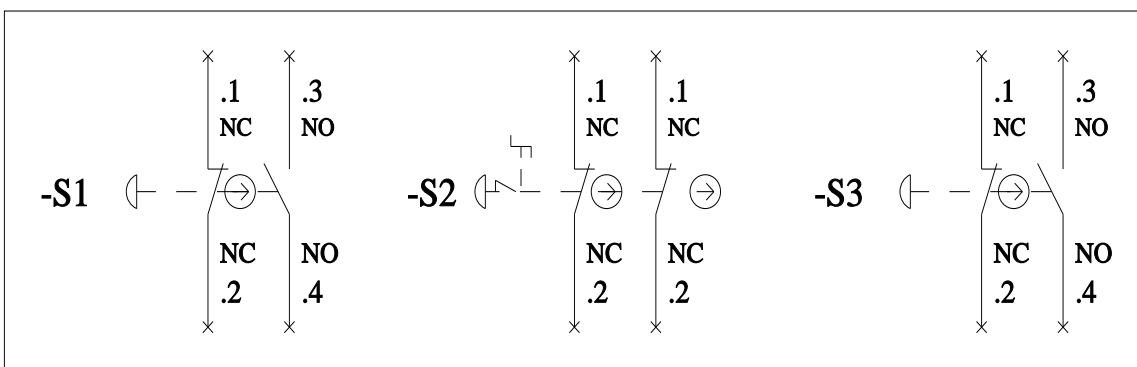 .1 .3 .1 .1 .1 .3
NC NO NC NC NC NO
-S1 -S2 -S3
NC NO NC NC NC NO
.2 .4 .2 .2 .2 .4